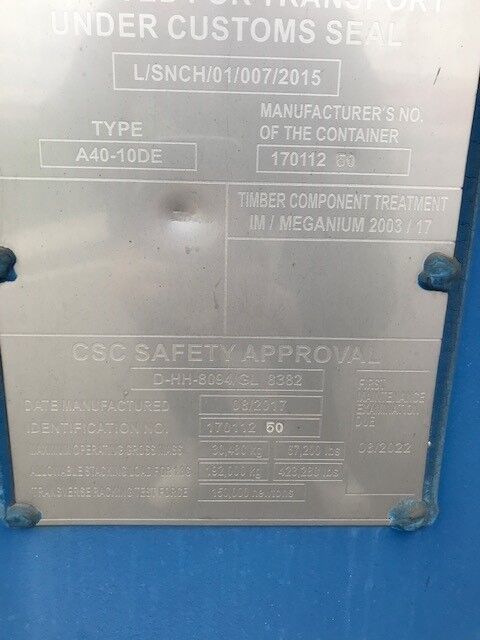 FOR TRANSPORT
UNDER CUSTOMS SEAL
L/SNCH/01/007/2015
TYPE
A40-10DE
MANUFACTURER'S NO.
OF THE CONTAINER
170112 50
TIMBER COMPONENT TREATMENT
IM / MEGANIUM 2003 / 17
CSC SAFETY APPROVAL
D-HH-8094/GL 8382
DATE MANUFACTURED 08/2017
IDENTIFICATION NO. 170112 50
MAXIMUM OPERATING GROSS MASS 30,480 kg 67,200 lbs
ALLOWABLE STACKING LOAD FOR 1.8G 192,000 kg 423,280 lbs
TRANSVERSE RACKING TEST FORCE 150,000 newtons
FIRST
MAINTENANCE
EXAMINATION
DUE
08/2022